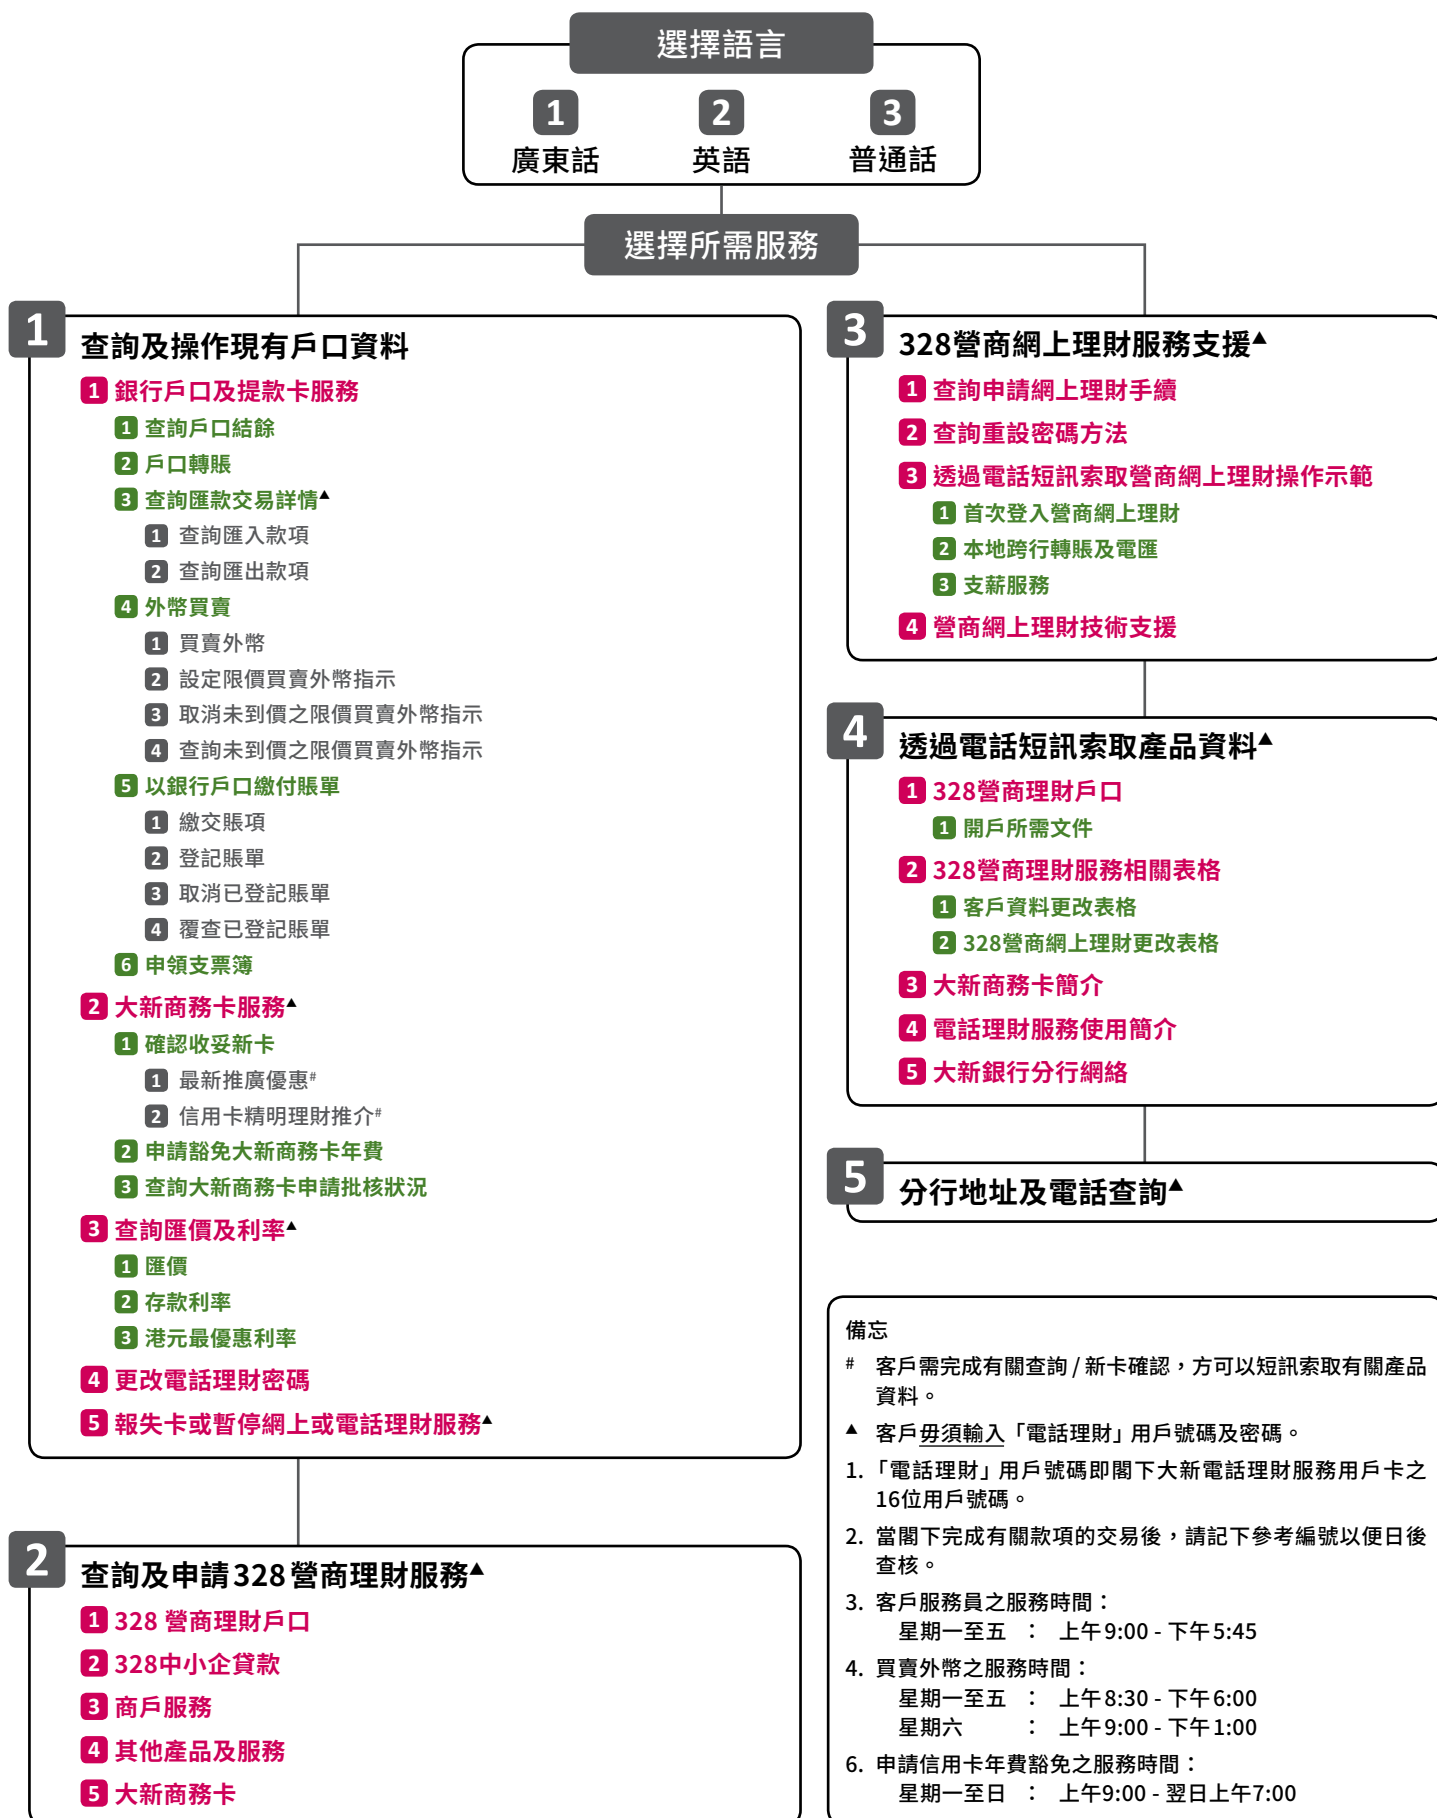 選擇語言
1 2 3
廣東話 英語 普通話
選擇所需服務
1 查詢及操作現有戶口資料
1 銀行戶口及提款卡服務
1 查詢戶口結餘
2 戶口轉賬
3 查詢匯款交易詳情▲
1 查詢匯入款項
2 查詢匯出款項
4 外幣買賣
1 買賣外幣
2 設定限價買賣外幣指示
3 取消未到價之限價買賣外幣指示
4 查詢未到價之限價買賣外幣指示
5 以銀行戶口繳付賬單
1 繳交賬項
2 登記賬單
3 取消已登記賬單
4 覆查已登記賬單
6 申領支票簿
2 大新商務卡服務▲
1 確認收妥新卡
1 最新推廣優惠#
2 信用卡精明理財推介#
2 申請豁免大新商務卡年費
3 查詢大新商務卡申請批核狀況
3 查詢匯價及利率▲
1 匯價
2 存款利率
3 港元最優惠利率
4 更改電話理財密碼
5 報失卡或暫停網上或電話理財服務▲
2 查詢及申請328營商理財服務▲
1 328 營商理財戶口
2 328中小企貸款
3 商戶服務
4 其他產品及服務
5 大新商務卡
3 328營商網上理財服務支援▲
1 查詢申請網上理財手續
2 查詢重設密碼方法
3 透過電話短訊索取營商網上理財操作示範
1 首次登入營商網上理財
2 本地跨行轉賬及電匯
3 支薪服務
4 營商網上理財技術支援
4 透過電話短訊索取產品資料▲
1 328營商理財戶口
1 開戶所需文件
2 328營商理財服務相關表格
1 客戶資料更改表格
2 328營商網上理財更改表格
3 大新商務卡簡介
4 電話理財服務使用簡介
5 大新銀行分行網絡
5 分行地址及電話查詢▲
備忘
# 客戶需完成有關查詢 / 新卡確認，方可以短訊索取有關產品
資料。
▲ 客戶毋須輸入「電話理財」用戶號碼及密碼。
1. 「電話理財」用戶號碼即閣下大新電話理財服務用戶卡之
16位用戶號碼。
2. 當閣下完成有關款項的交易後，請記下參考編號以便日後
查核。
3. 客戶服務員之服務時間：
星期一至五 ： 上午9:00 - 下午5:45
4. 買賣外幣之服務時間：
星期一至五 ： 上午8:30 - 下午6:00
星期六 ： 上午9:00 - 下午1:00
6. 申請信用卡年費豁免之服務時間：
星期一至日 ： 上午9:00 - 翌日上午7:00